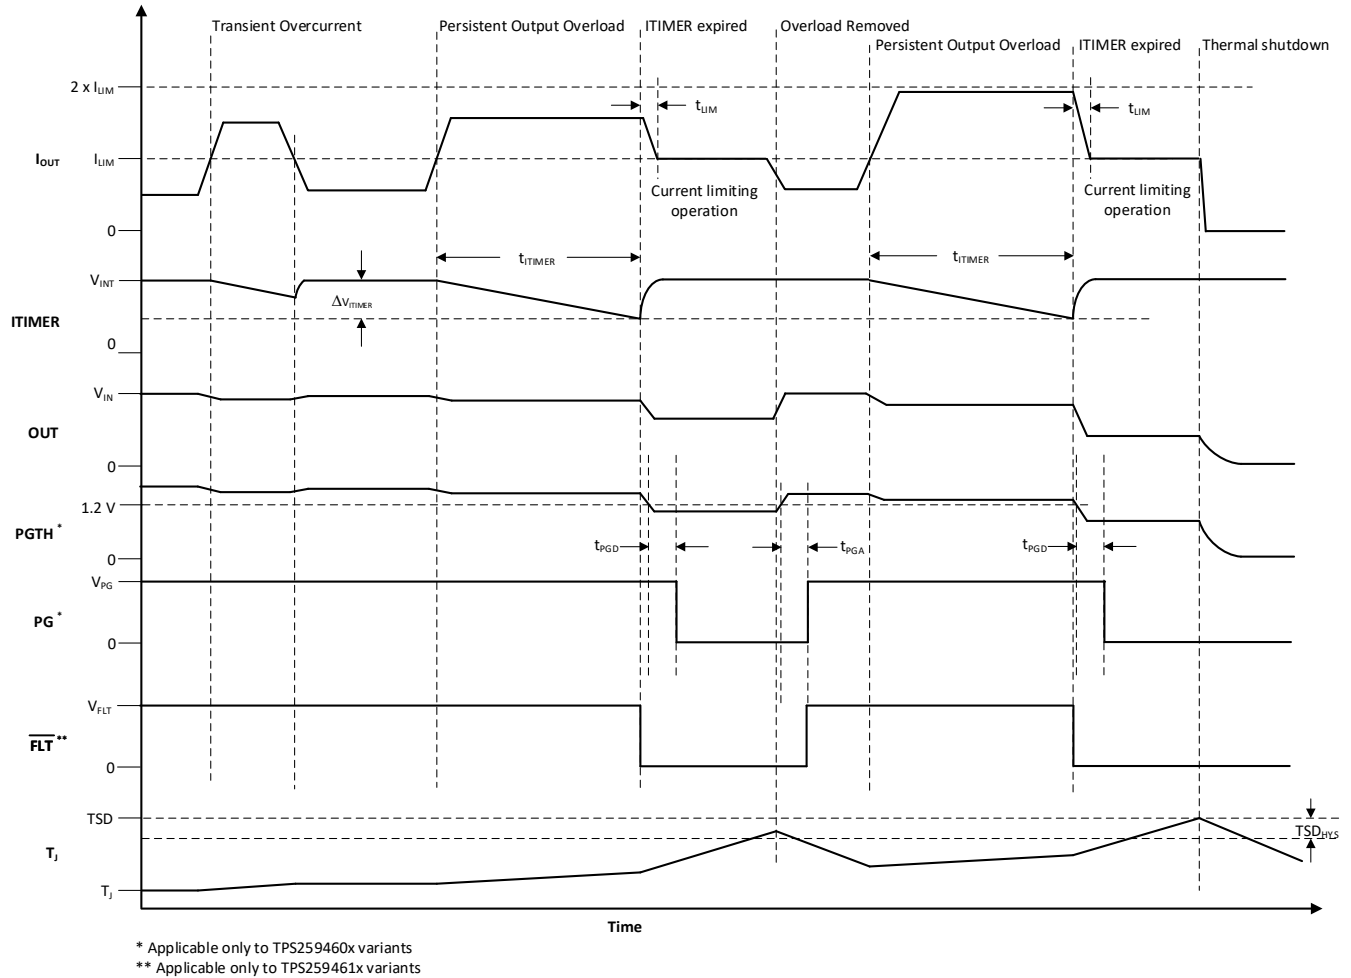 Transient Overcurrent
Persistent Output Overload
ITIMER expired
Overload Removed
Persistent Output Overload
ITIMER expired
Thermal shutdown
2 x ILIM
tLIM
tLIM
IOUT
ILIM
Current limiting
operation
Current limiting
operation
0
tITIMER
tITIMER
VINT
ΔVITIMER
ITIMER
0
VIN
OUT
0
1.2 V
PGTH *
tPGD
tPGA
tPGD
0
VPG
PG *
0
VFLT
FLT **
0
TSD
TSDHYS
TJ
TJ
Time
* Applicable only to TPS259460x variants
** Applicable only to TPS259461x variants